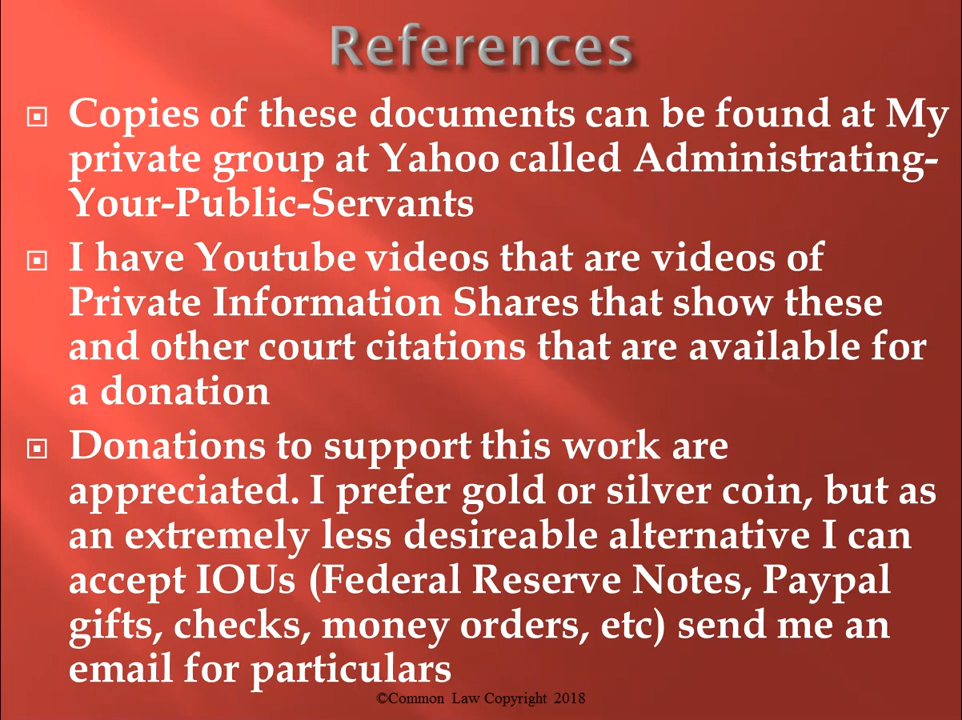 References
Copies of these documents can be found at My
private group at Yahoo called Administrating-
Your-Public-Servants
I have Youtube videos that are videos of
Private Information Shares that show these
and other court citations that are available for
a donation
Donations to support this work are
appreciated. I prefer gold or silver coin, but as
an extremely less desireable alternative I can
accept IOUs (Federal Reserve Notes, Paypal
gifts, checks, money orders, etc) send me an
email for particulars
©Common Law Copyright 2018